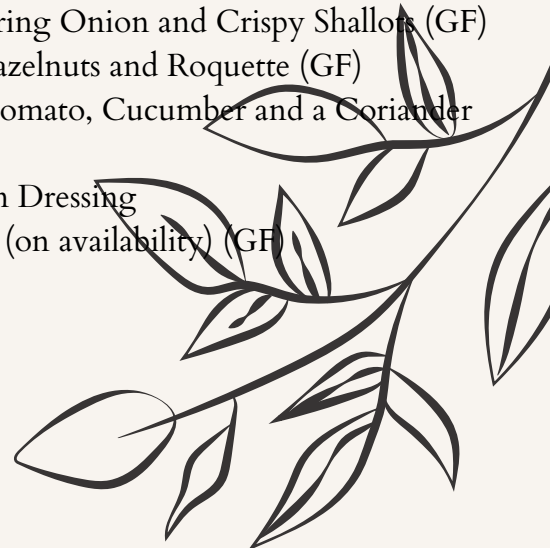 ring Onion and Crispy Shallots (GF)
azelnuts and Roquette (GF)
omato, Cucumber and a Coriander
n Dressing
(on availability) (GF)